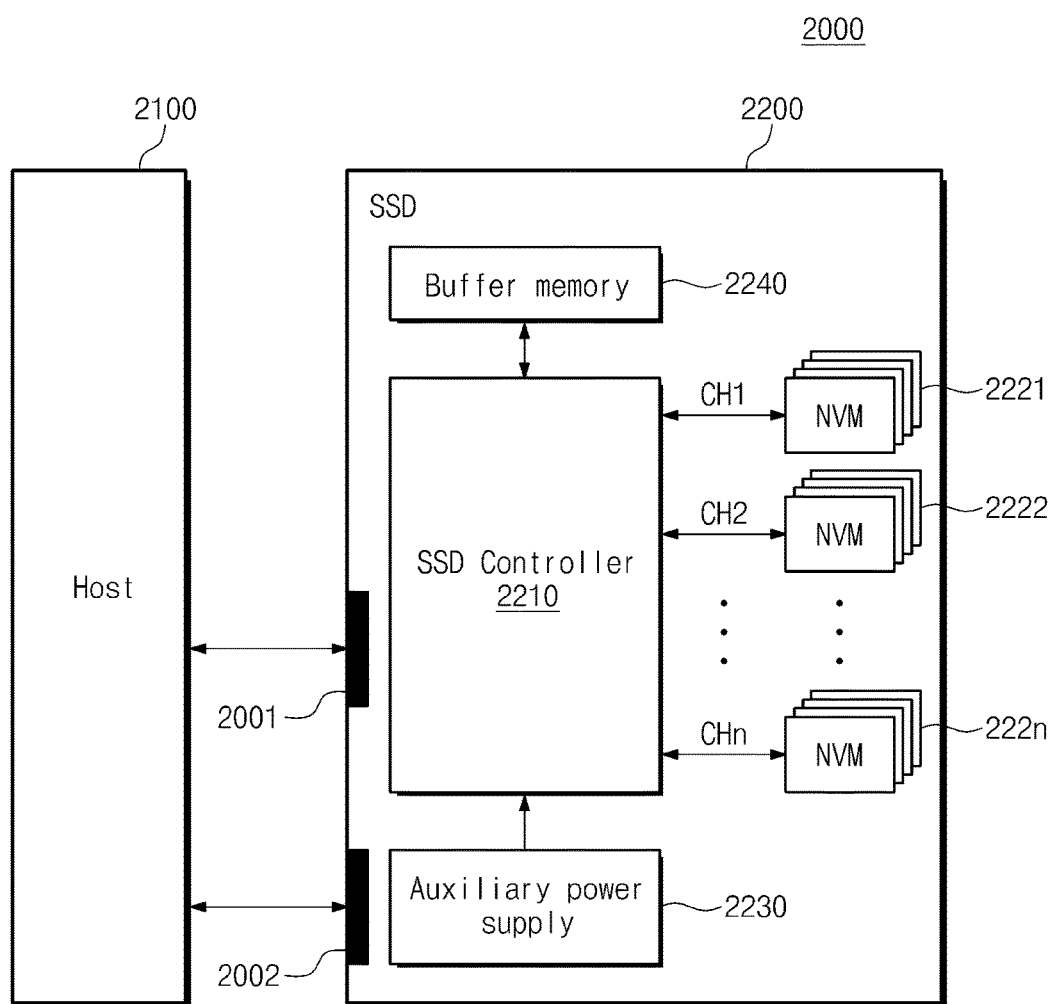 2000
2100
2200
SSD
Buffer memory
2240
CH1
NVM
2221
CH2
NVM
2222
SSD Controller
2210
Host
2001
CHn
NVM
222n
Auxiliary power
supply
2230
2002